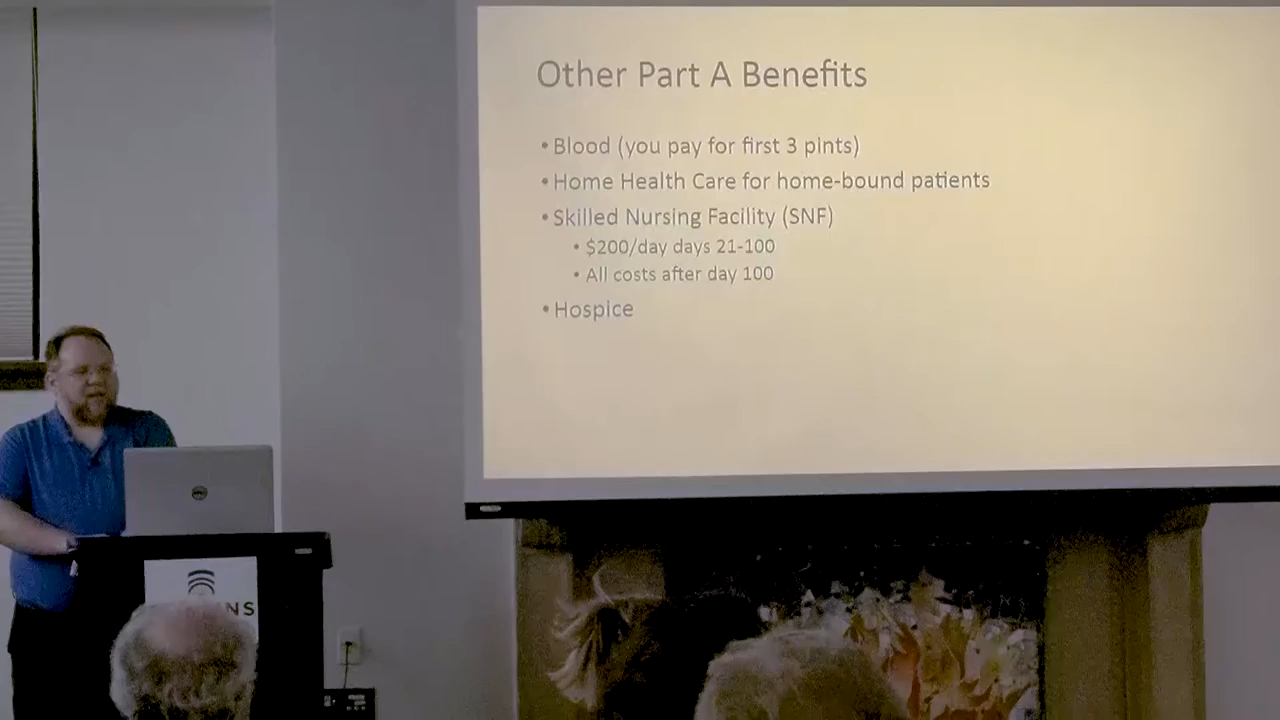 Other Part A Benefits
• Blood (you pay for first 3 pints)
• Home Health Care for home-bound patients
• Skilled Nursing Facility (SNF)
• $200/day days 21-100
• All costs after day 100
• Hospice